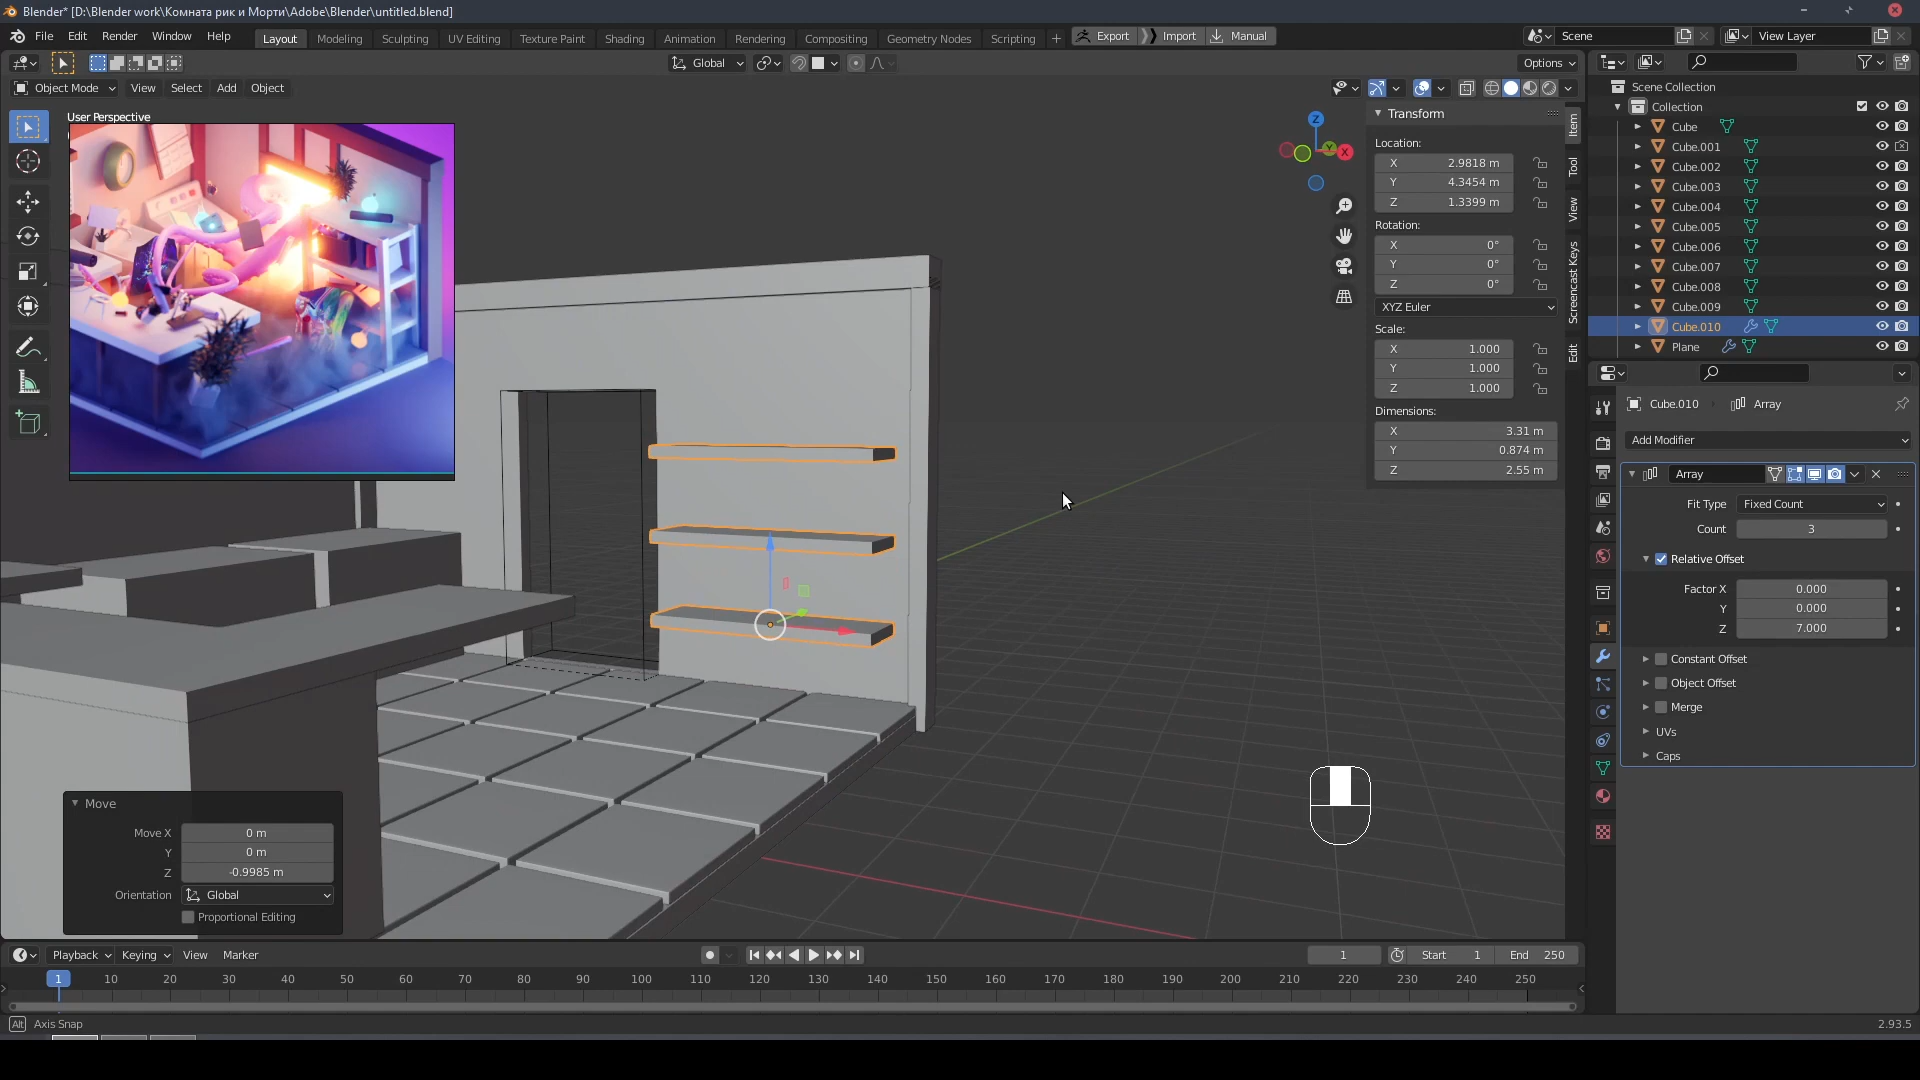 Blender* [D:\Blender work\Комната рик и Морти\Adobe\Blender\untitled.blend]
File Edit Render Window Help
Layout Modeling Sculpting UV Editing Texture Paint Shading Animation Rendering Compositing Geometry Nodes Scripting +
Export Import Manual
Scene
View Layer
Global
Options
Object Mode View Select Add Object
User Perspective
Z
Y
X
Transform
Location:
X 2.9818 m
Y 4.3454 m
Z 1.3399 m
Rotation:
X 0°
Y 0°
Z 0°
XYZ Euler
Scale:
X 1.000
Y 1.000
Z 1.000
Dimensions:
X 3.31 m
Y 0.874 m
Z 2.55 m
Item
Tool
View
Screencast Keys
Edit
Scene Collection
Collection
Cube
Cube.001
Cube.002
Cube.003
Cube.004
Cube.005
Cube.006
Cube.007
Cube.008
Cube.009
Cube.010
Plane
Cube.010 Array
Add Modifier
Array
Fit Type Fixed Count
Count 3
Relative Offset
Factor X 0.000
Y 0.000
Z 7.000
Constant Offset
Object Offset
Merge
UVs
Caps
Move
Move X 0 m
Y 0 m
Z -0.9985 m
Orientation Global
Proportional Editing
Playback Keying View Marker
1 Start 1 End 250
1 10 20 30 40 50 60 70 80 90 100 110 120 130 140 150 160 170 180 190 200 210 220 230 240 250
Alt Axis Snap
2.93.5